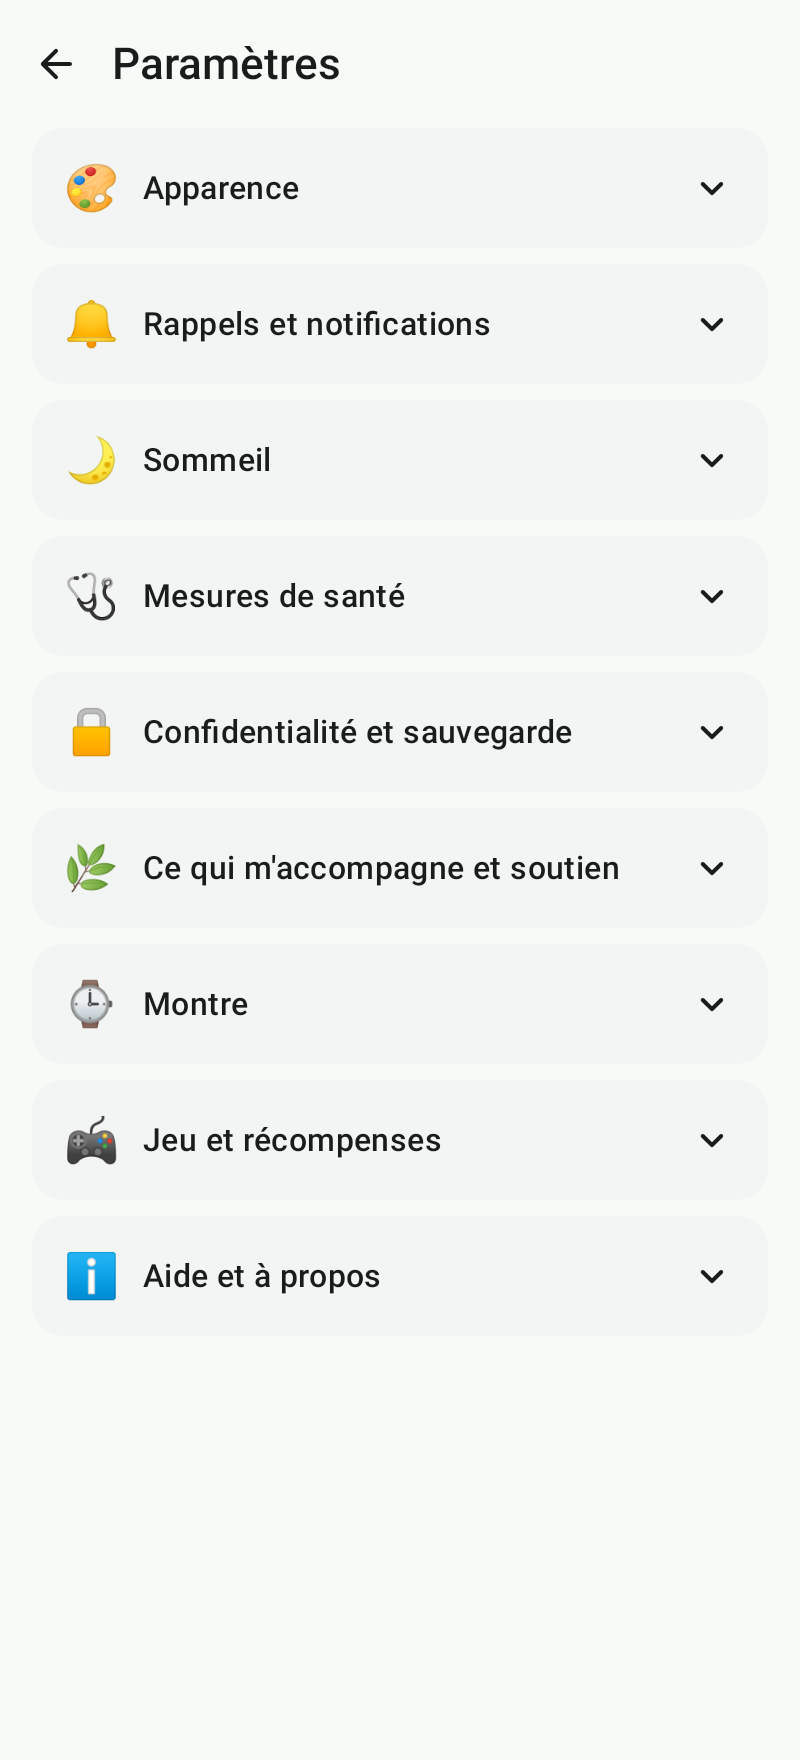 Paramètres
Apparence
Rappels et notifications
Sommeil
Mesures de santé
Confidentialité et sauvegarde
Ce qui m'accompagne et soutien
Montre
Jeu et récompenses
Aide et à propos